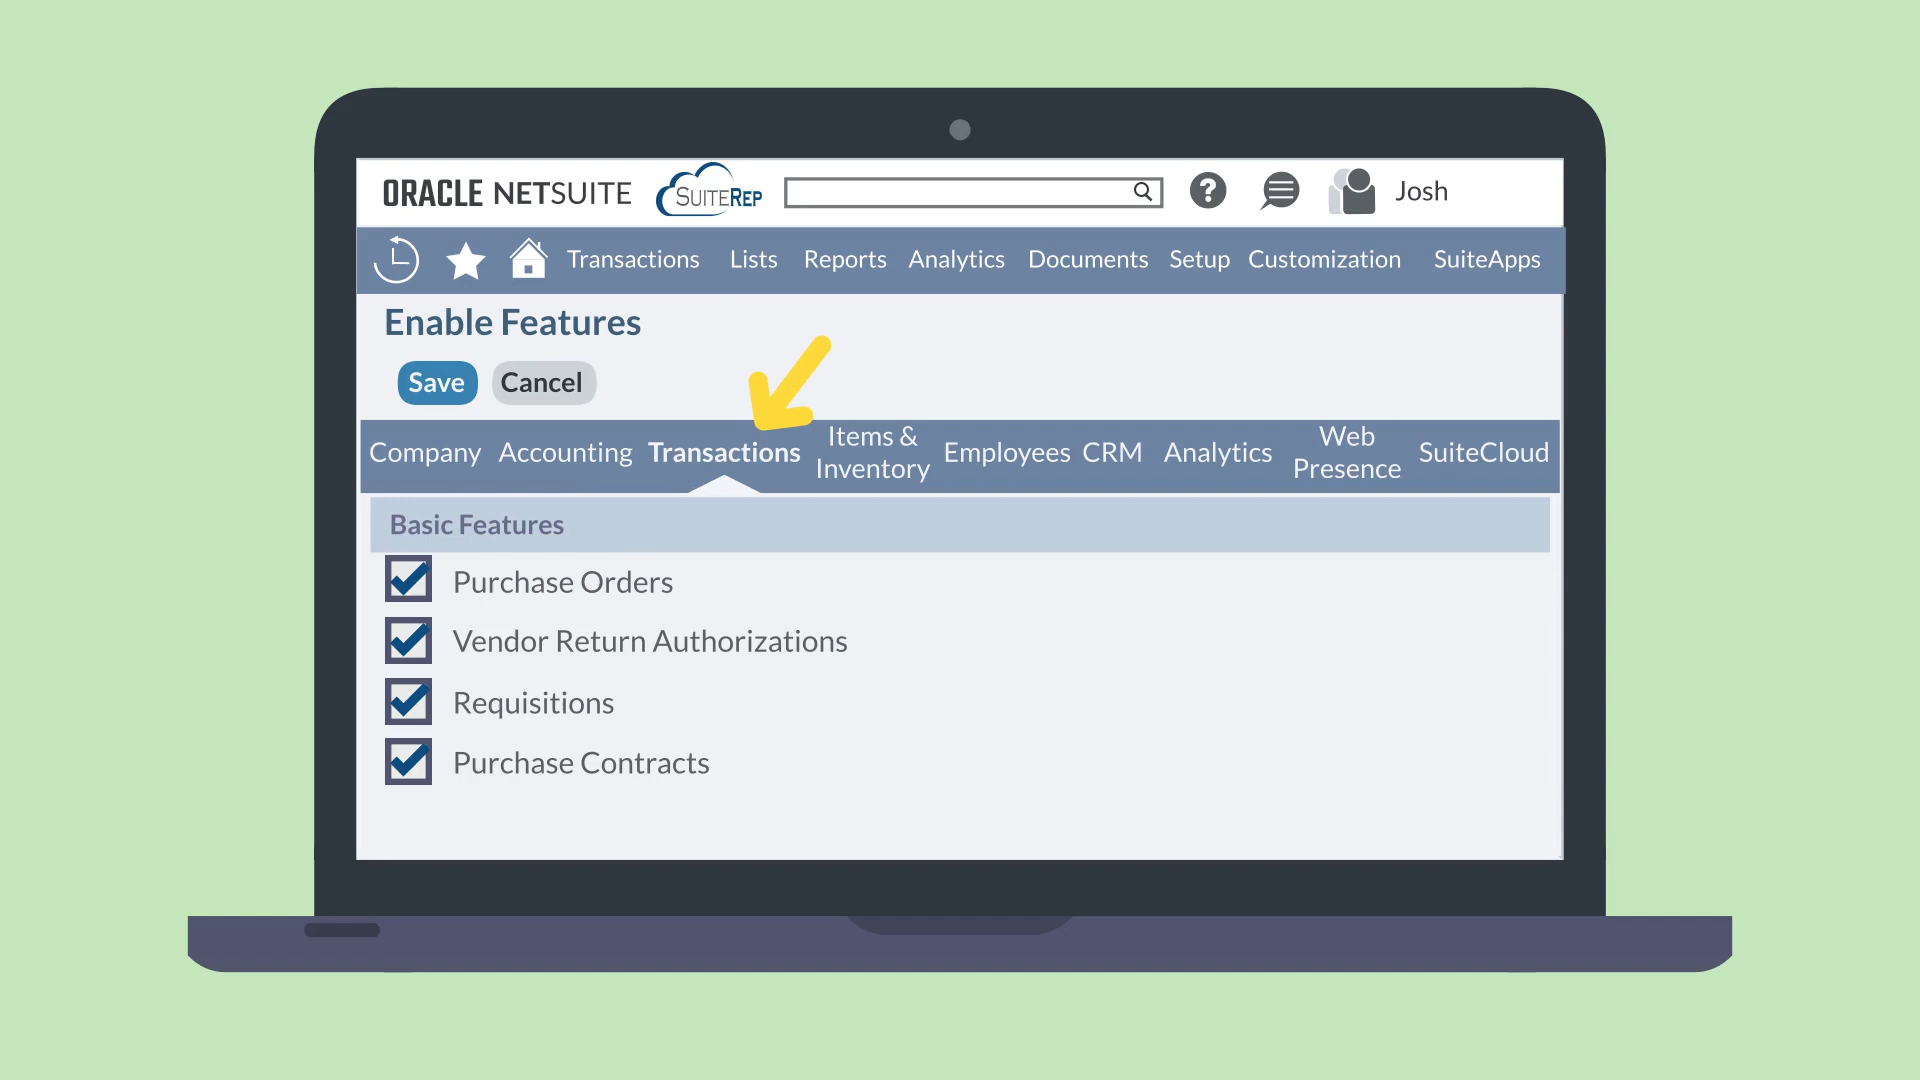 ORACLE NETSUITE SUITEREP Josh
Transactions Lists Reports Analytics Documents Setup Customization SuiteApps
Enable Features
Save Cancel
Company Accounting Transactions Items & Inventory Employees CRM Analytics Web Presence SuiteCloud
Basic Features
Purchase Orders
Vendor Return Authorizations
Requisitions
Purchase Contracts